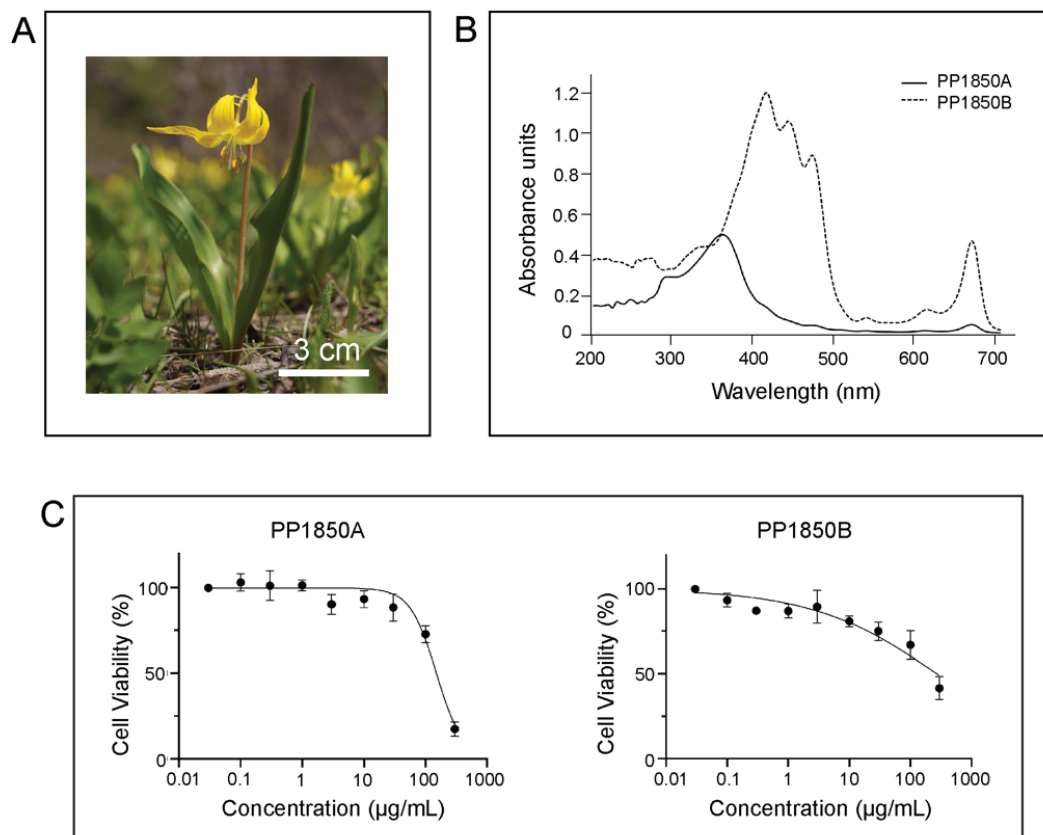 A
3 cm
B
PP1850A
PP1850B
Absorbance units
1.2
1.0
0.8
0.6
0.4
0.2
0
200 300 400 500 600 700
Wavelength (nm)
C
PP1850A
Cell Viability (%)
100
50
0
0.01 0.1 1 10 100 1000
Concentration (µg/mL)
PP1850B
Cell Viability (%)
100
50
0
0.01 0.1 1 10 100 1000
Concentration (µg/mL)